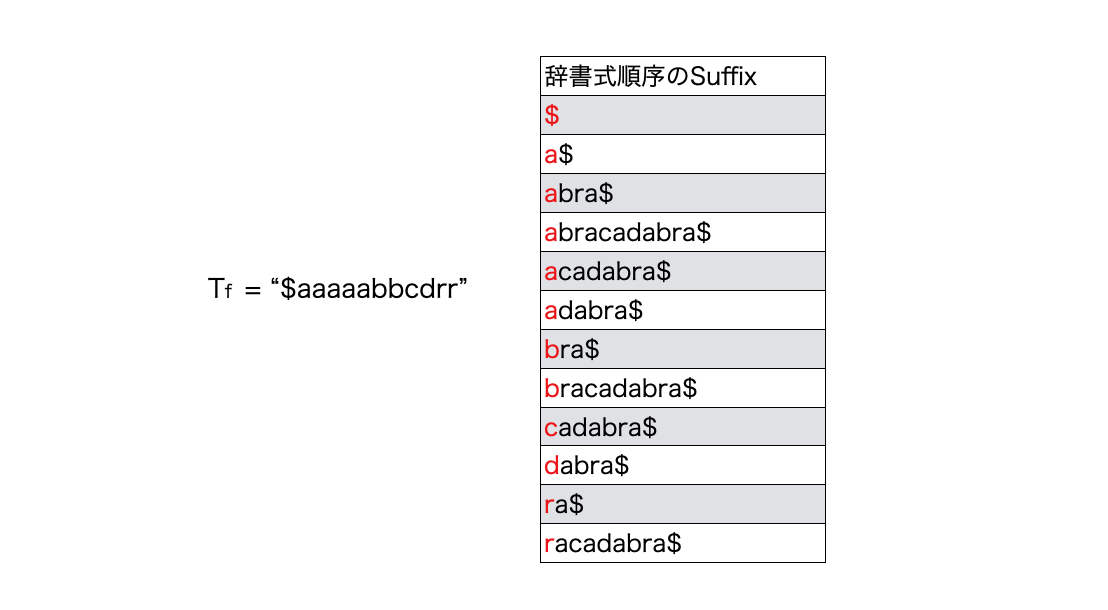 辞書式順序のSuffix
$
a$
abra$
abracadabra$
acadabra$
adabra$
bra$
bracadabra$
cadabra$
dabra$
ra$
racadabra$
Tf = “$aaaaabbcdrr”